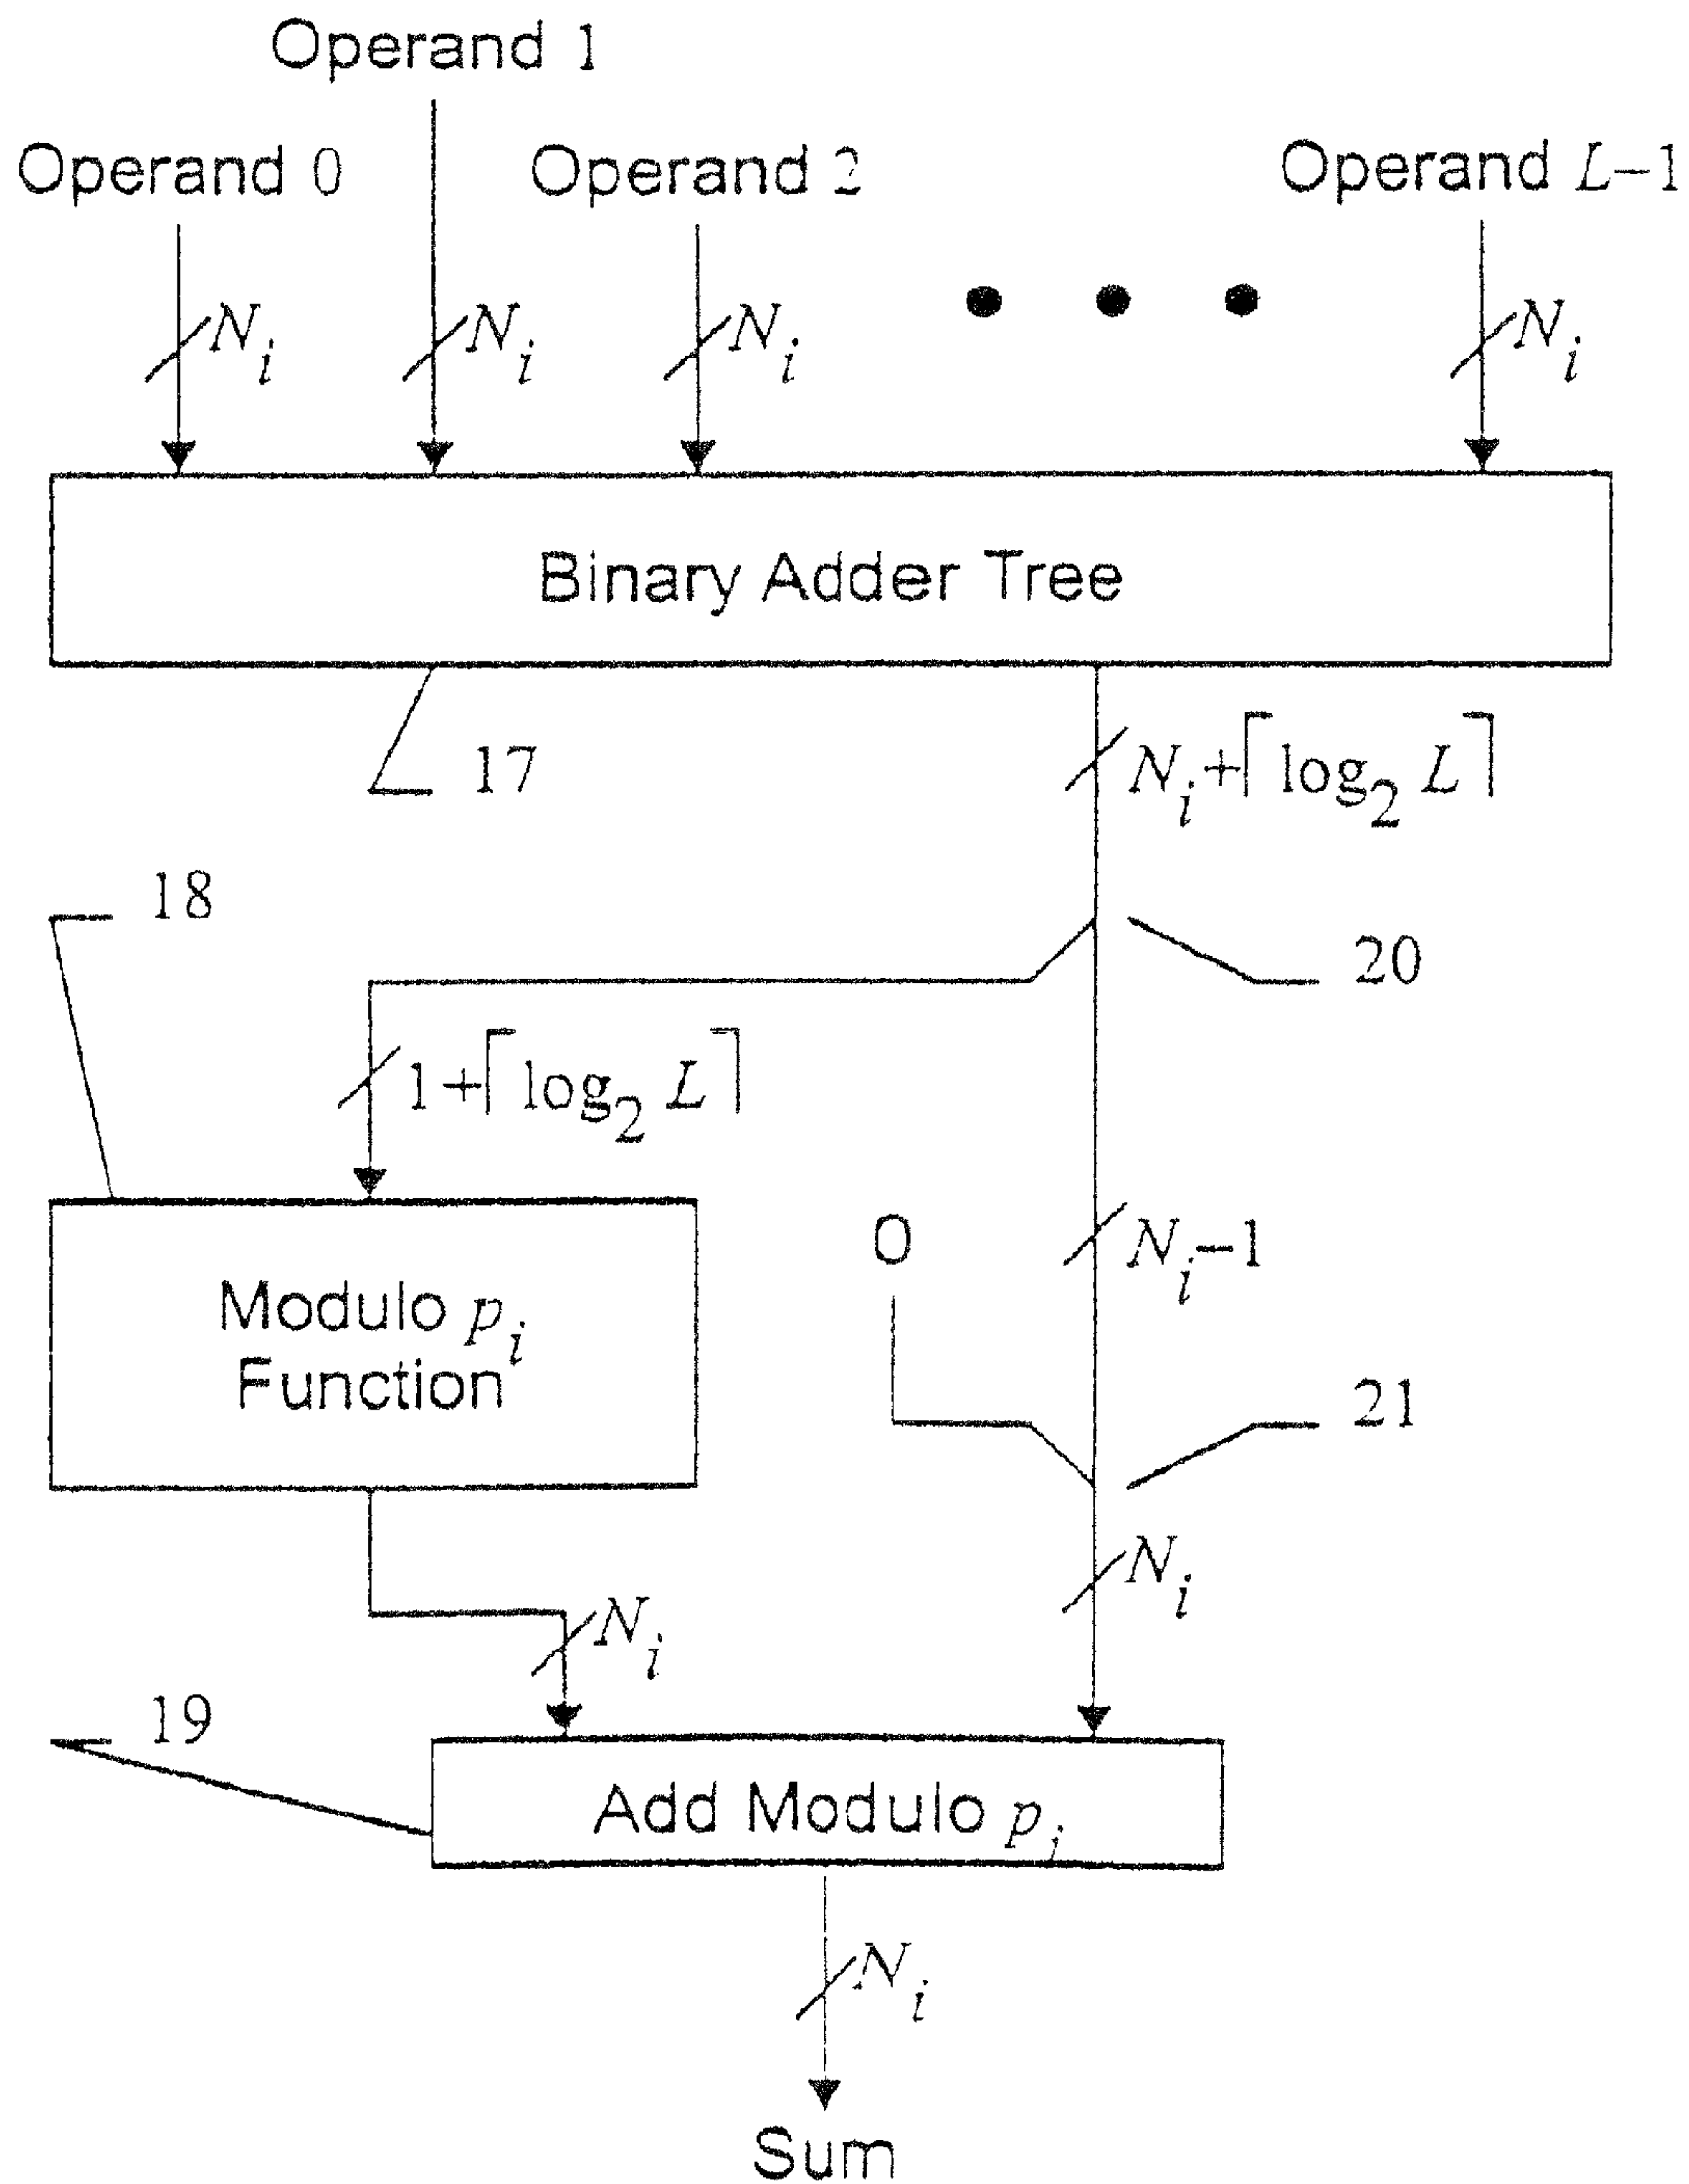 Operand 1
Operand 0 Operand 2 Operand L−1
N_i N_i N_i N_i
Binary Adder Tree
17
N_i+⌈log_2 L⌉
18
20
1+⌈log_2 L⌉
0
N_i−1
Modulo p_i
Function
21
N_i
N_i
19
Add Modulo p_i
N_i
Sum